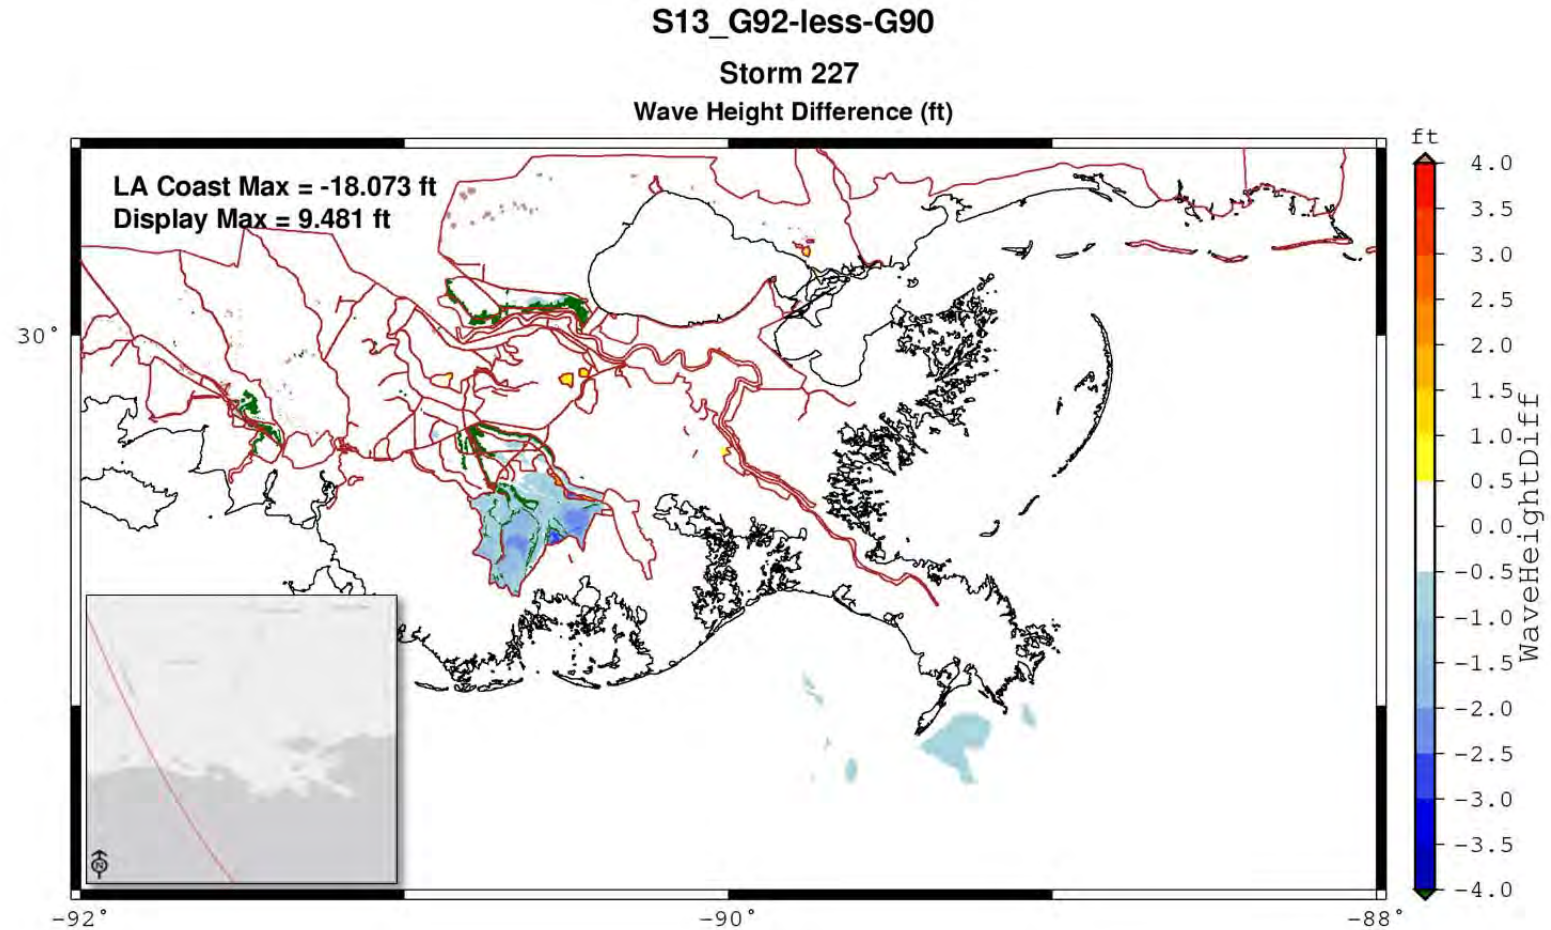 S13_G92-less-G90
Storm 227
Wave Height Difference (ft)
LA Coast Max = -18.073 ft
Display Max = 9.481 ft
30°
-92°
-90°
-88°
N
ft
4.0
3.5
3.0
2.5
2.0
1.5
1.0
0.5
0.0
-0.5
-1.0
-1.5
-2.0
-2.5
-3.0
-3.5
-4.0
WaveHeightDiff